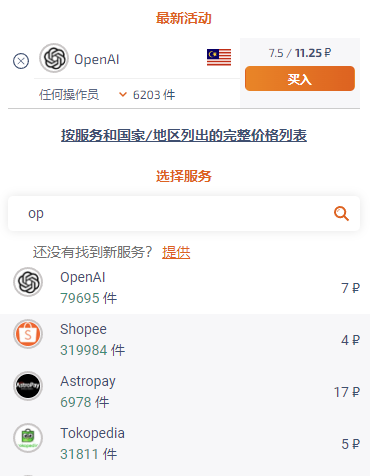 最新活动
OpenAI
7.5 / 11.25 ₽
买入
任何操作员
6203 件
按服务和国家/地区列出的完整价格列表
选择服务
op
还没有找到新服务？ 提供
OpenAI
79695 件
7 ₽
Shopee
319984 件
4 ₽
AstroPay
Astropay
6978 件
17 ₽
Tokopedia
31811 件
5 ₽